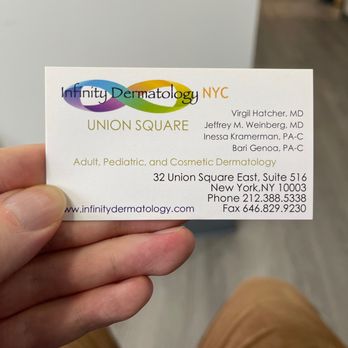 Infinity Dermatology NYC
UNION SQUARE
Virgil Hatcher, MD
Jeffrey M. Weinberg, MD
Inessa Kramerman, PA-C
Bari Genoa, PA-C
Adult, Pediatric, and Cosmetic Dermatology
32 Union Square East, Suite 516
New York,NY 10003
Phone 212.388.5338
www.infinitydermatology.com
Fax 646.829.9230